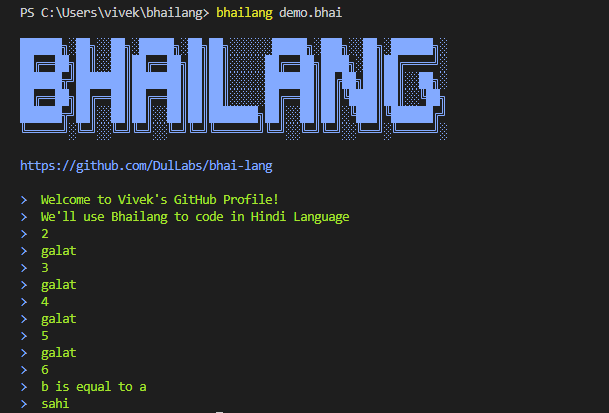 PS C:\Users\vivek\bhailang> bhailang demo.bhai
BHAILANG
https://github.com/DulLabs/bhai-lang
> Welcome to Vivek's GitHub Profile!
> We'll use Bhailang to code in Hindi Language
> 2
> galat
> 3
> galat
> 4
> galat
> 5
> galat
> 6
> b is equal to a
> sahi